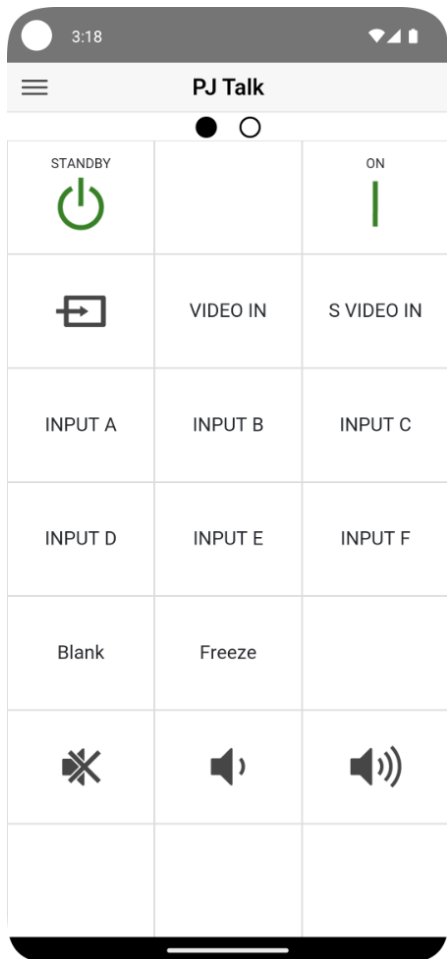 3:18
PJ Talk
STANDBY
ON
VIDEO IN
S VIDEO IN
INPUT A
INPUT B
INPUT C
INPUT D
INPUT E
INPUT F
Blank
Freeze